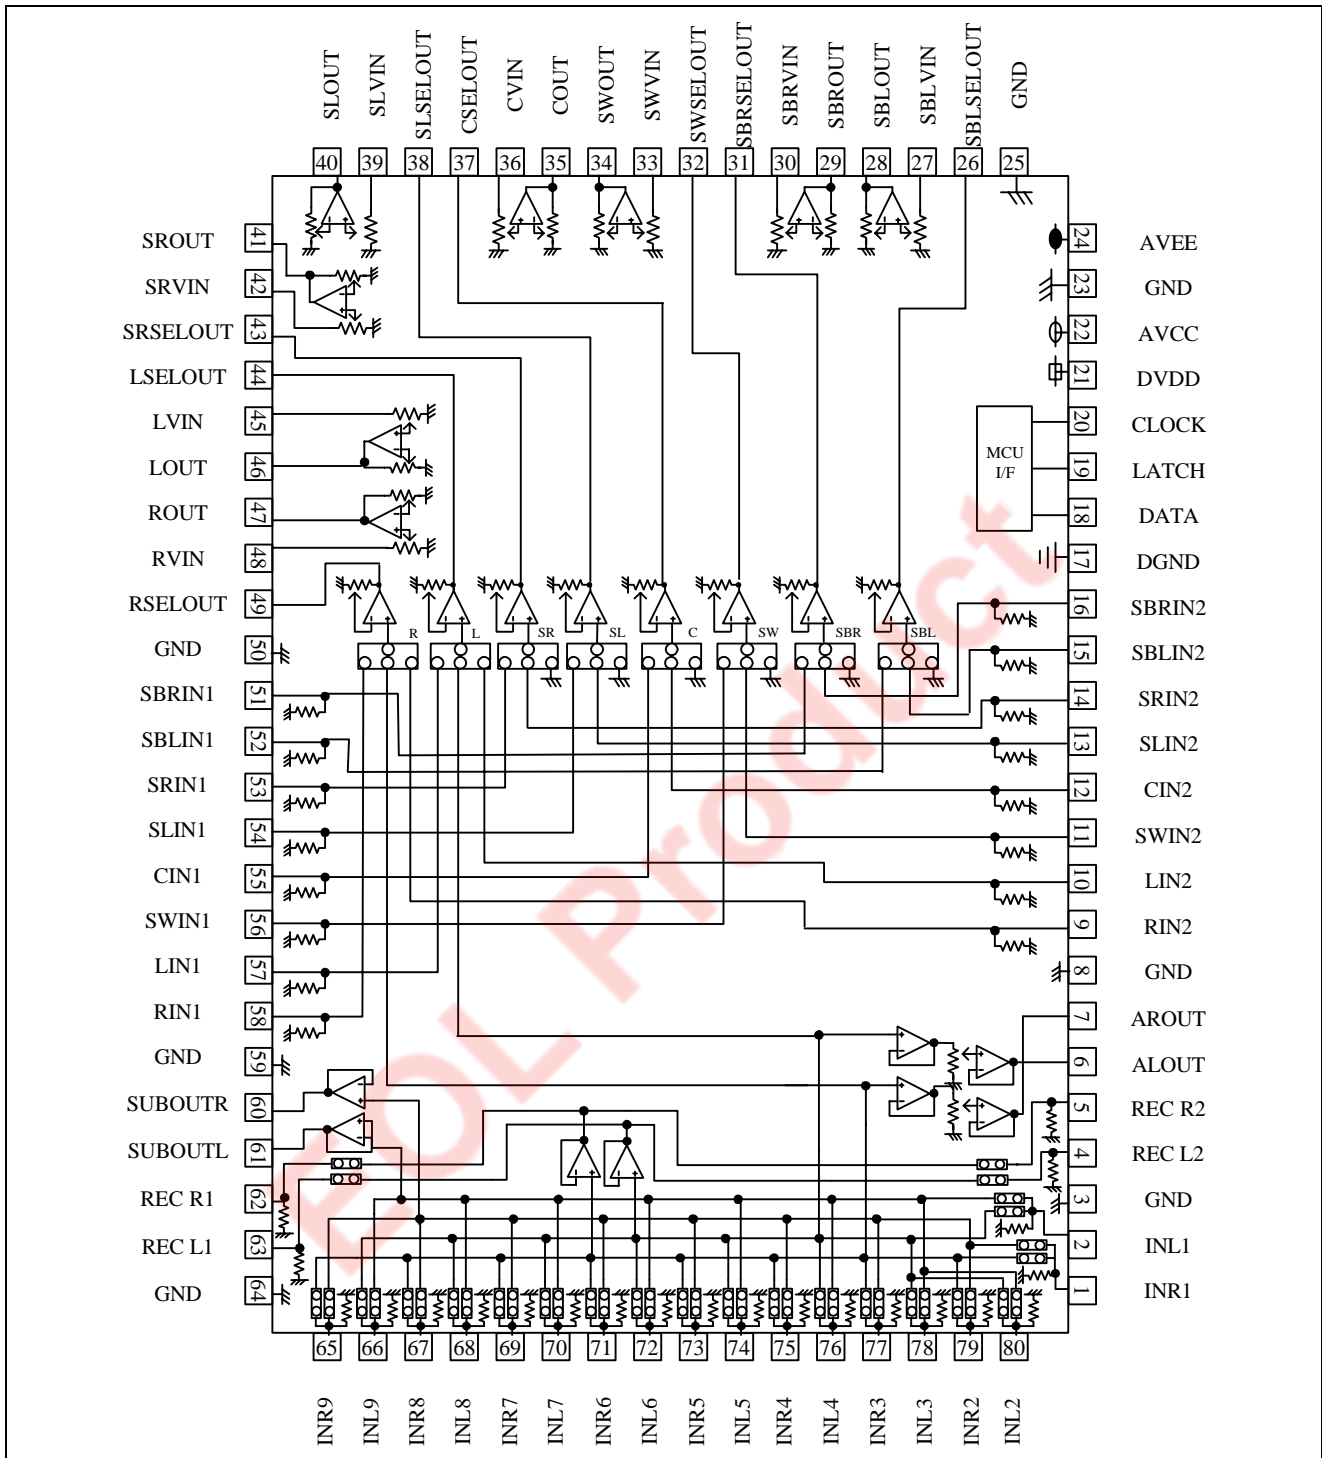 SLOUT
SLVIN
SLSELOUT
CSELOUT
CVIN
COUT
SWOUT
SWVIN
SWSELOUT
SBRSELOUT
SBRVIN
SBROUT
SBLOUT
SBLVIN
SBLSELOUT
GND
40 39 38 37 36 35 34 33 32 31 30 29 28 27 26 25
SROUT 41
SRVIN 42
SRSELOUT 43
LSELOUT 44
LVIN 45
LOUT 46
ROUT 47
RVIN 48
RSELOUT 49
GND 50
SBRIN1 51
SBLIN1 52
SRIN1 53
SLIN1 54
CIN1 55
SWIN1 56
LIN1 57
RIN1 58
GND 59
SUBOUTR 60
SUBOUTL 61
REC R1 62
REC L1 63
GND 64
24 AVEE
23 GND
22 AVCC
21 DVDD
20 CLOCK
19 LATCH
18 DATA
17 DGND
16 SBRIN2
15 SBLIN2
14 SRIN2
13 SLIN2
12 CIN2
11 SWIN2
10 LIN2
9 RIN2
8 GND
7 AROUT
6 ALOUT
5 REC R2
4 REC L2
3 GND
2 INL1
1 INR1
MCU
I/F
R L SR SL C SW SBR SBL
EOL Product
65 66 67 68 69 70 71 72 73 74 75 76 77 78 79 80
INR9
INL9
INR8
INL8
INR7
INL7
INR6
INL6
INR5
INL5
INR4
INL4
INR3
INL3
INR2
INL2